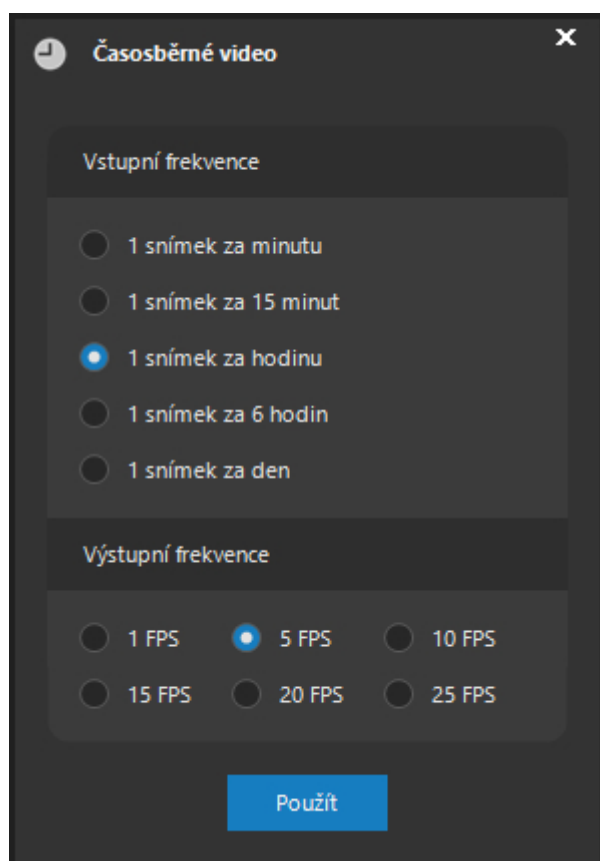 Časosběrné video
Vstupní frekvence
1 snímek za minutu
1 snímek za 15 minut
1 snímek za hodinu
1 snímek za 6 hodin
1 snímek za den
Výstupní frekvence
1 FPS 5 FPS 10 FPS
15 FPS 20 FPS 25 FPS
Použít